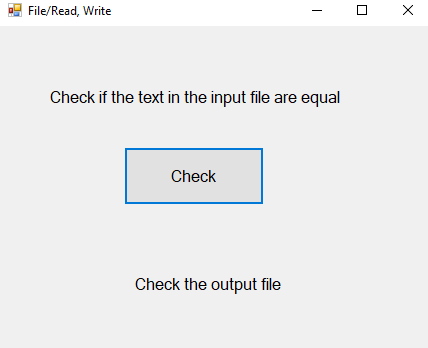 File/Read, Write
Check if the text in the input file are equal
Check
Check the output file